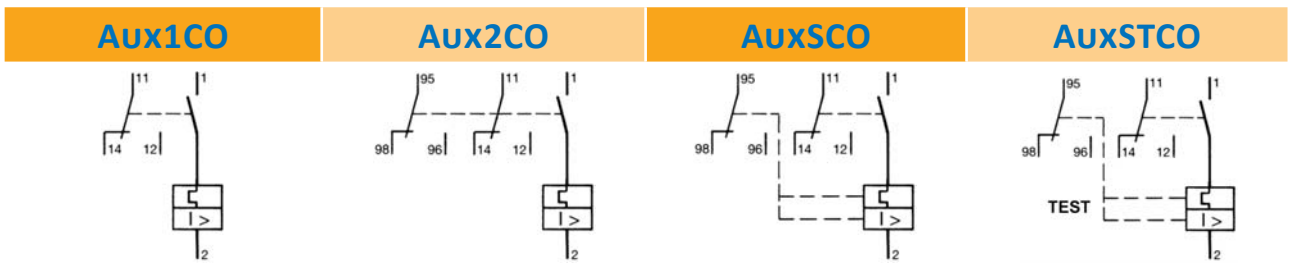 AUX1CO AUX2CO AUXSCO AUXSTCO
11 1 95 11 1 95 11 1 95 11 1
14 12 98 96 14 12 98 96 14 12 98 96 14 12
I > I > I > TEST I >
2 2 2 2